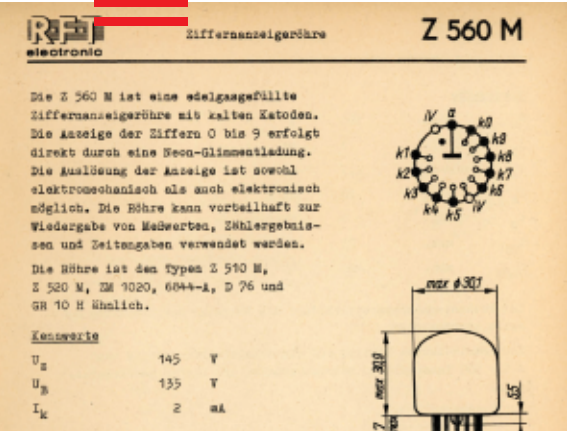 RFT
electronic
Ziffernanzeigeröhre
Z 560 M
Die Z 560 M ist eine edelgasgefüllte
Ziffernanzeigeröhre mit kalten Katoden.
Die Anzeige der Ziffern 0 bis 9 erfolgt
direkt durch eine Neon-Glimmentladung.
Die Auslösung der Anzeige ist sowohl
elektromechanisch als auch elektronisch
möglich. Die Röhre kann vorteilhaft zur
Wiedergabe von Meßwerten, Zählergebnis-
sen und Zeitangaben verwendet werden.
Die Röhre ist den Typen Z 510 M,
Z 520 M, ZM 1020, 6844-A, D 76 und
GR 10 H ähnlich.
Kennwerte
Uz 145 V
UB 135 V
Ik 2 mA
iV a k0
k9
k1 k8
k2 k7
k3 k6
k4 k5 iV
max ϕ 30,1
max 30,9
5,5